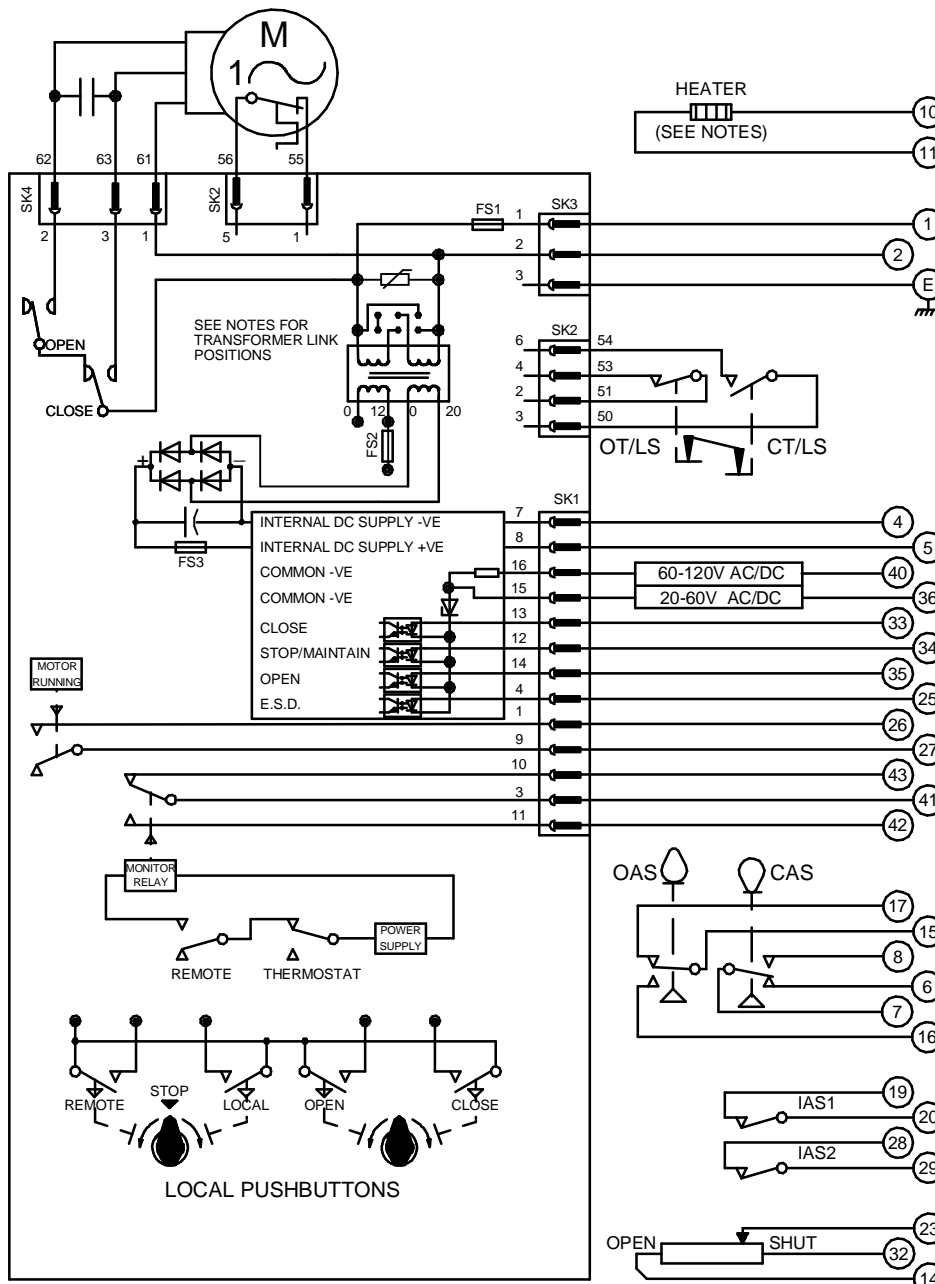 M
1
HEATER
(SEE NOTES)
10
11
62 63 61 56 55
SK4
SK2
2 3 1 5 1
FS1
SK3
1 1
2 2
3 E
OPEN
CLOSE
SEE NOTES FOR
TRANSFORMER LINK
POSITIONS
0 12 0 20
FS2
SK2
6 54
4 53
2 51
3 50
OT/LS CT/LS
+ −
FS3
SK1
INTERNAL DC SUPPLY -VE 7 4
INTERNAL DC SUPPLY +VE 8 5
COMMON -VE 16 60-120V AC/DC 40
COMMON -VE 15 20-60V AC/DC 36
CLOSE 13 33
STOP/MAINTAIN 12 34
OPEN 14 35
E.S.D. 4 25
MOTOR
RUNNING
1 26
9 27
10 43
3 41
11 42
MONITOR
RELAY
REMOTE THERMOSTAT
POWER
SUPPLY
OAS CAS
17
15
8
6
7
16
REMOTE STOP LOCAL OPEN CLOSE
LOCAL PUSHBUTTONS
19
IAS1 20
28
IAS2 29
23
OPEN SHUT 32
14